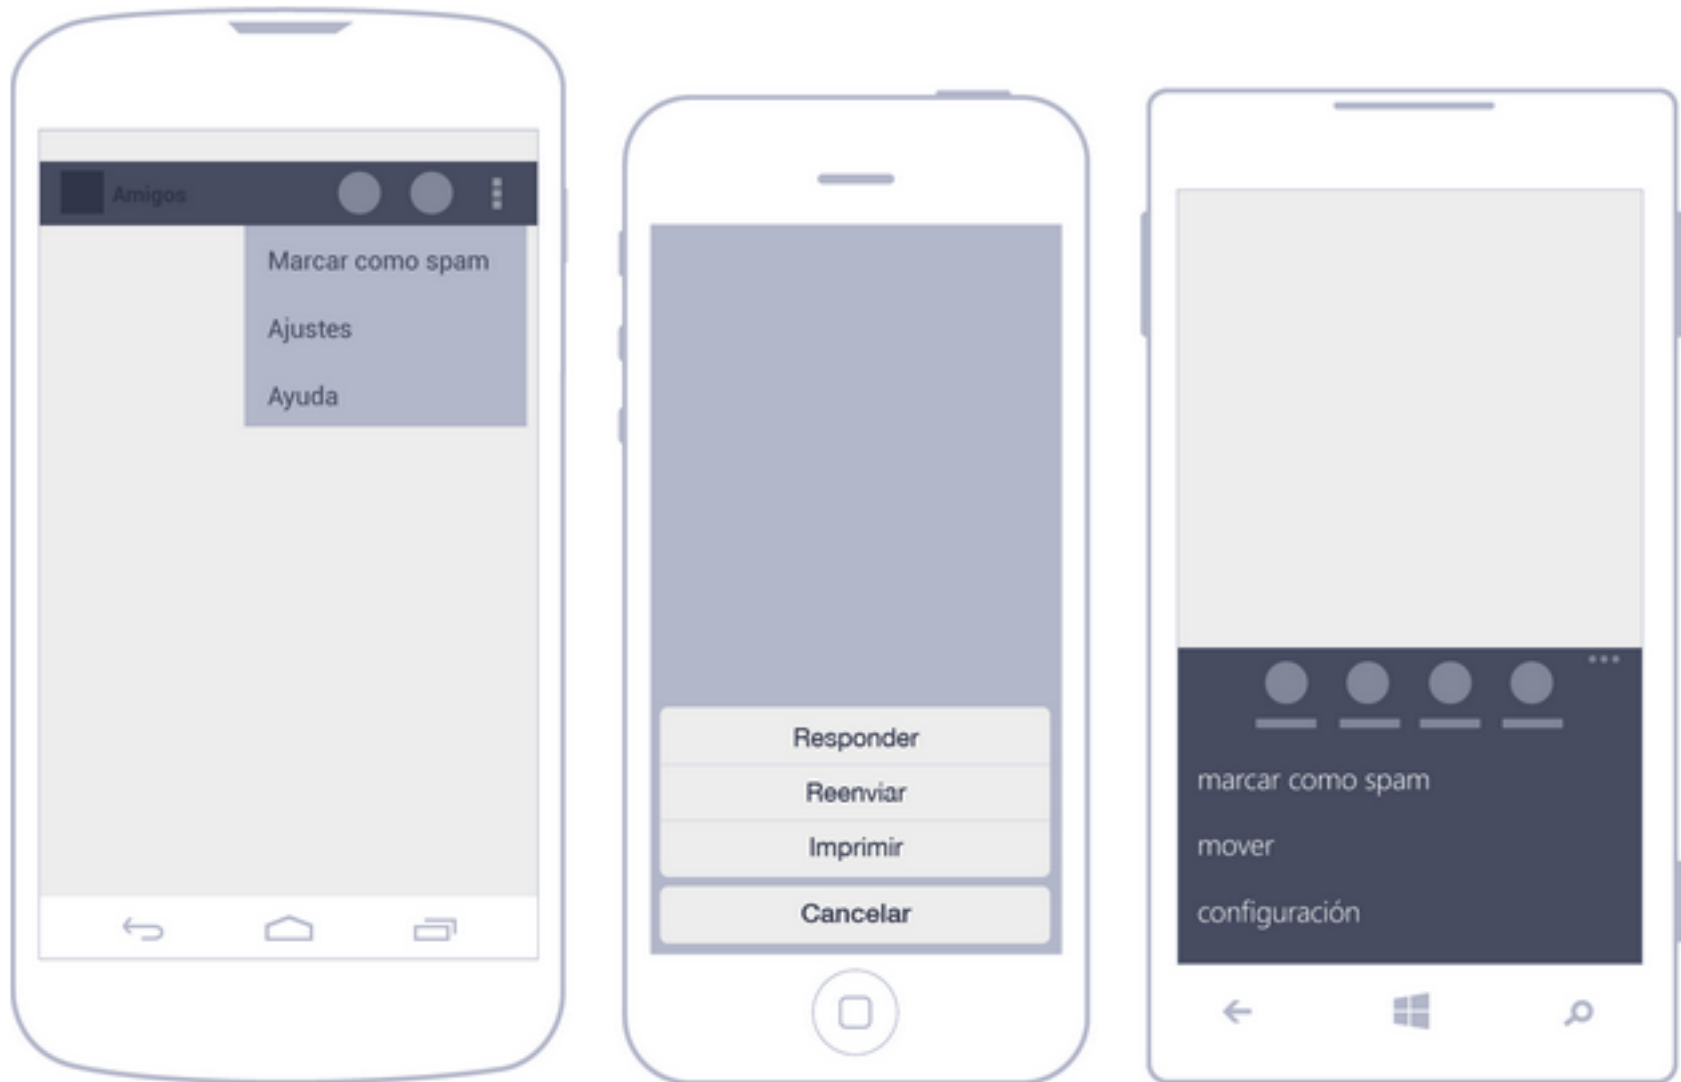 Amigos
Marcar como spam
Ajustes
Ayuda
Responder
Reenviar
Imprimir
Cancelar
marcar como spam
mover
configuración